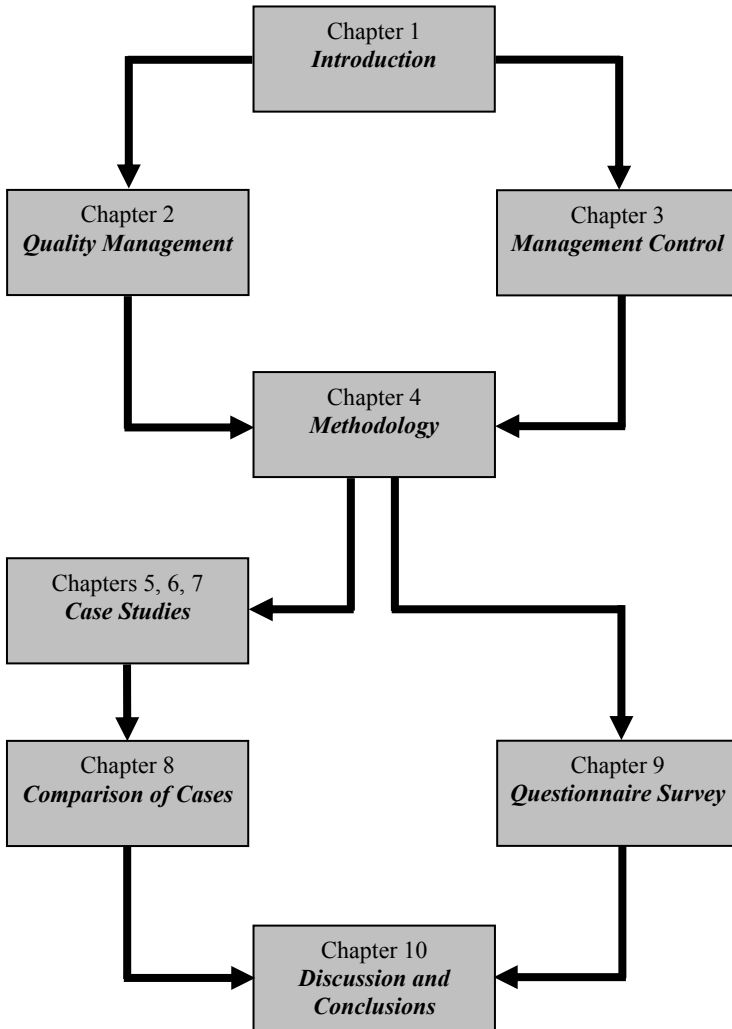 Chapter 1
Introduction
Chapter 2
Quality Management
Chapter 3
Management Control
Chapter 4
Methodology
Chapters 5, 6, 7
Case Studies
Chapter 8
Comparison of Cases
Chapter 9
Questionnaire Survey
Chapter 10
Discussion and
Conclusions